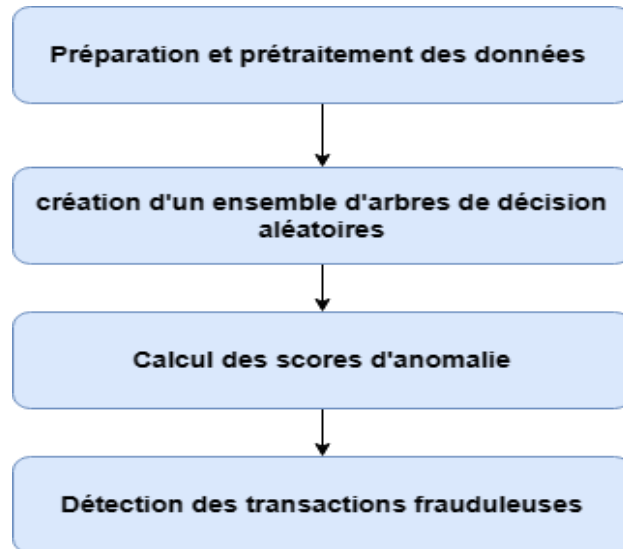 Préparation et prétraitement des données
création d'un ensemble d'arbres de décision
aléatoires
Calcul des scores d'anomalie
Détection des transactions frauduleuses